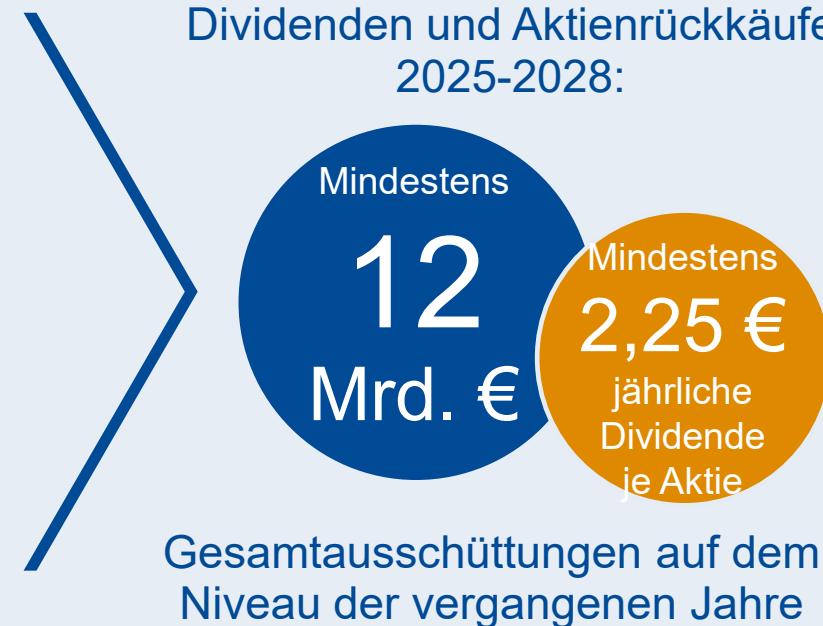 Dividenden und Aktienrückkäufe
2025-2028:
Mindestens
12
Mrd. €
Mindestens
2,25 €
jährliche
Dividende
je Aktie
Gesamtausschüttungen auf dem
Niveau der vergangenen Jahre